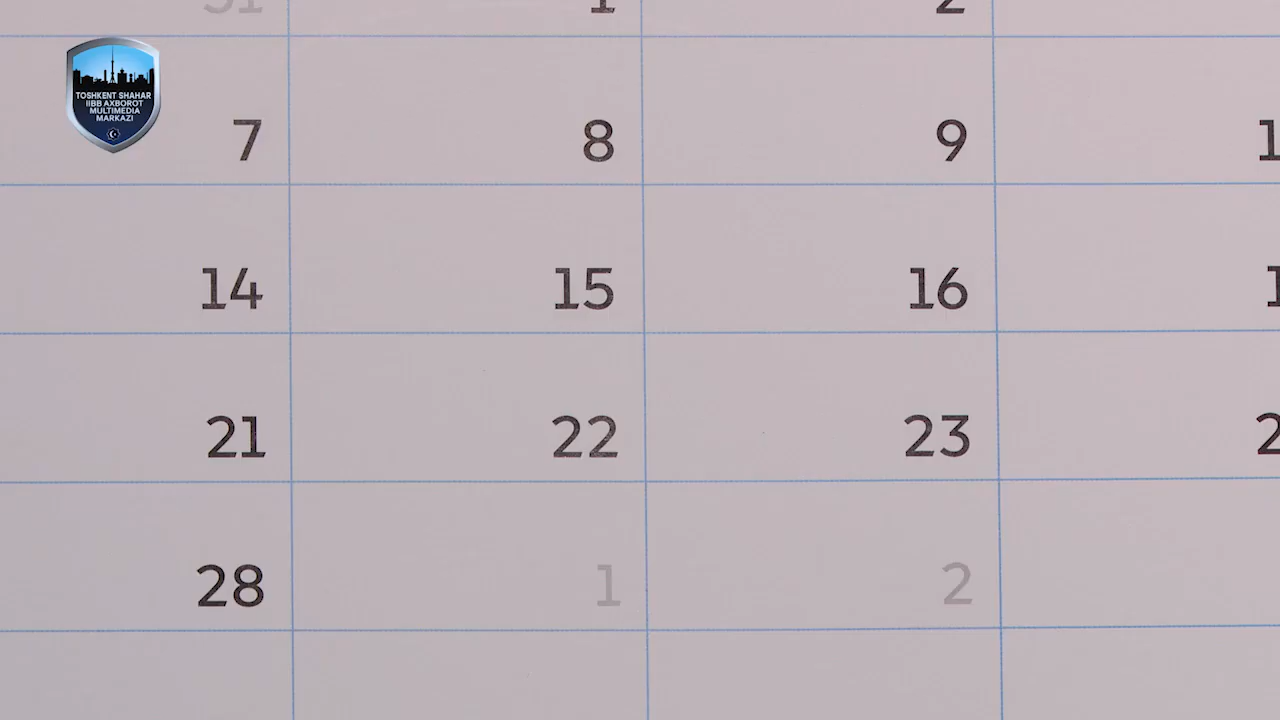 31 1 2
TOSHKENT SHAHAR
IIBB AXBOROT
MULTIMEDIA
MARKAZI
7 8 9
14 15 16
21 22 23
28 1 2